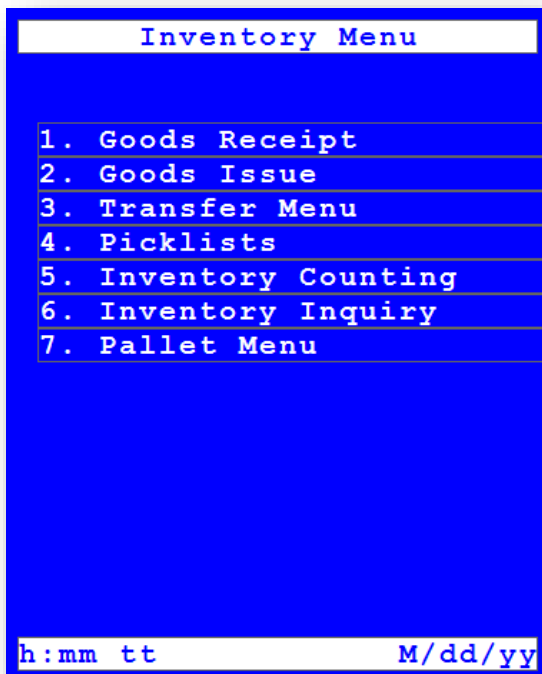 Inventory Menu
1. Goods Receipt
2. Goods Issue
3. Transfer Menu
4. Picklists
5. Inventory Counting
6. Inventory Inquiry
7. Pallet Menu
h:mm tt M/dd/yy